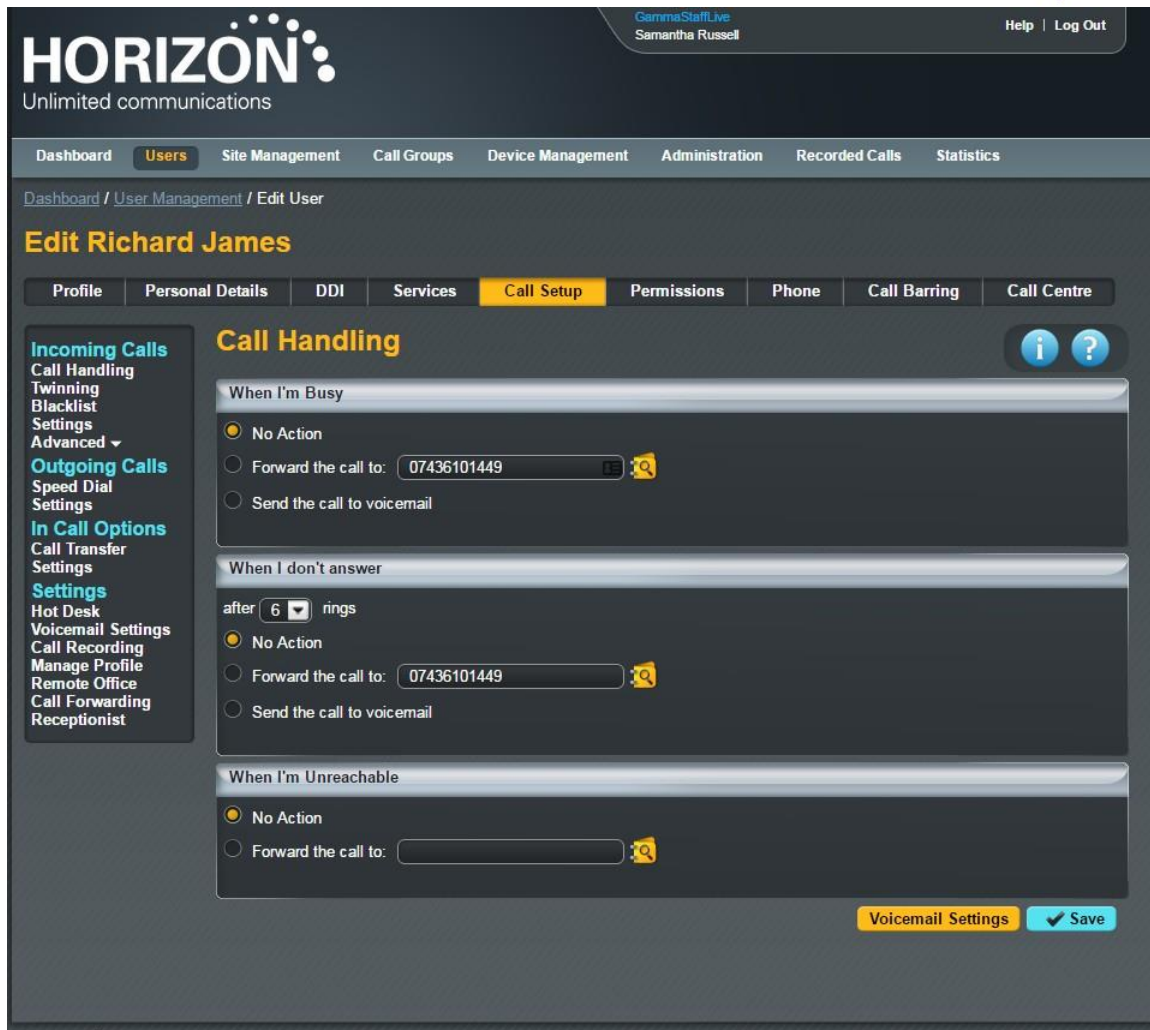 GammaStaffLive
Samantha Russell
Help | Log Out
HORIZON
Unlimited communications
Dashboard Users Site Management Call Groups Device Management Administration Recorded Calls Statistics
Dashboard / User Management / Edit User
Edit Richard James
Profile Personal Details DDI Services Call Setup Permissions Phone Call Barring Call Centre
Incoming Calls
Call Handling
Twinning
Blacklist
Settings
Advanced
Outgoing Calls
Speed Dial
Settings
In Call Options
Call Transfer
Settings
Settings
Hot Desk
Voicemail Settings
Call Recording
Manage Profile
Remote Office
Call Forwarding
Receptionist
Call Handling
i ?
When I'm Busy
No Action
Forward the call to: 07436101449
Send the call to voicemail
When I don't answer
after 6 rings
No Action
Forward the call to: 07436101449
Send the call to voicemail
When I'm Unreachable
No Action
Forward the call to:
Voicemail Settings Save